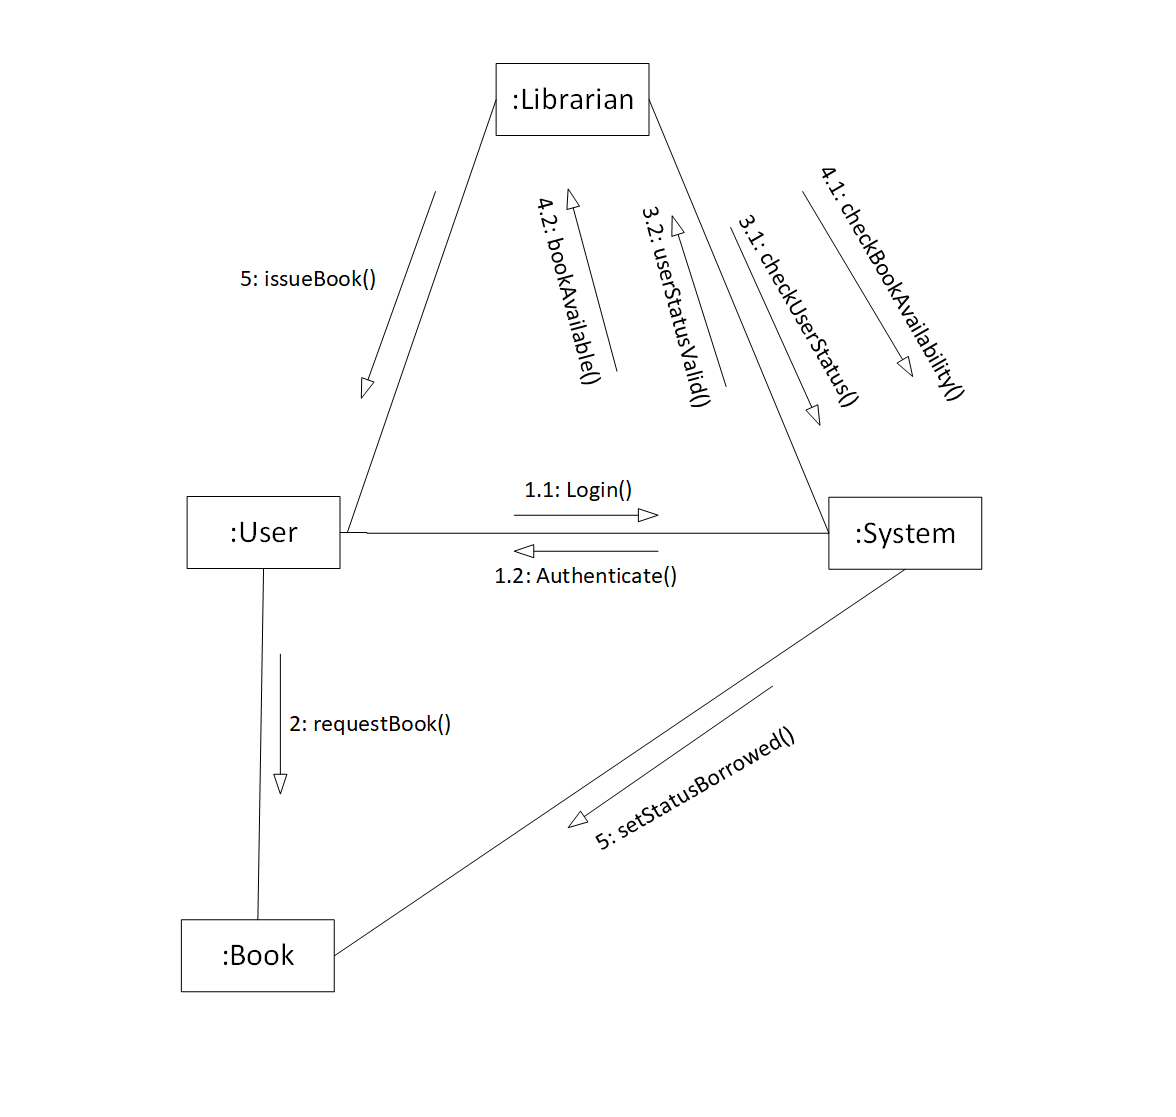 :Librarian
4.1: checkBookAvailability()
4.2: bookAvailable()
3.2: userStatusValid()
3.1: checkUserStatus()
5: issueBook()
1.1: Login()
:User
:System
1.2: Authenticate()
2: requestBook()
5: setStatusBorrowed()
:Book